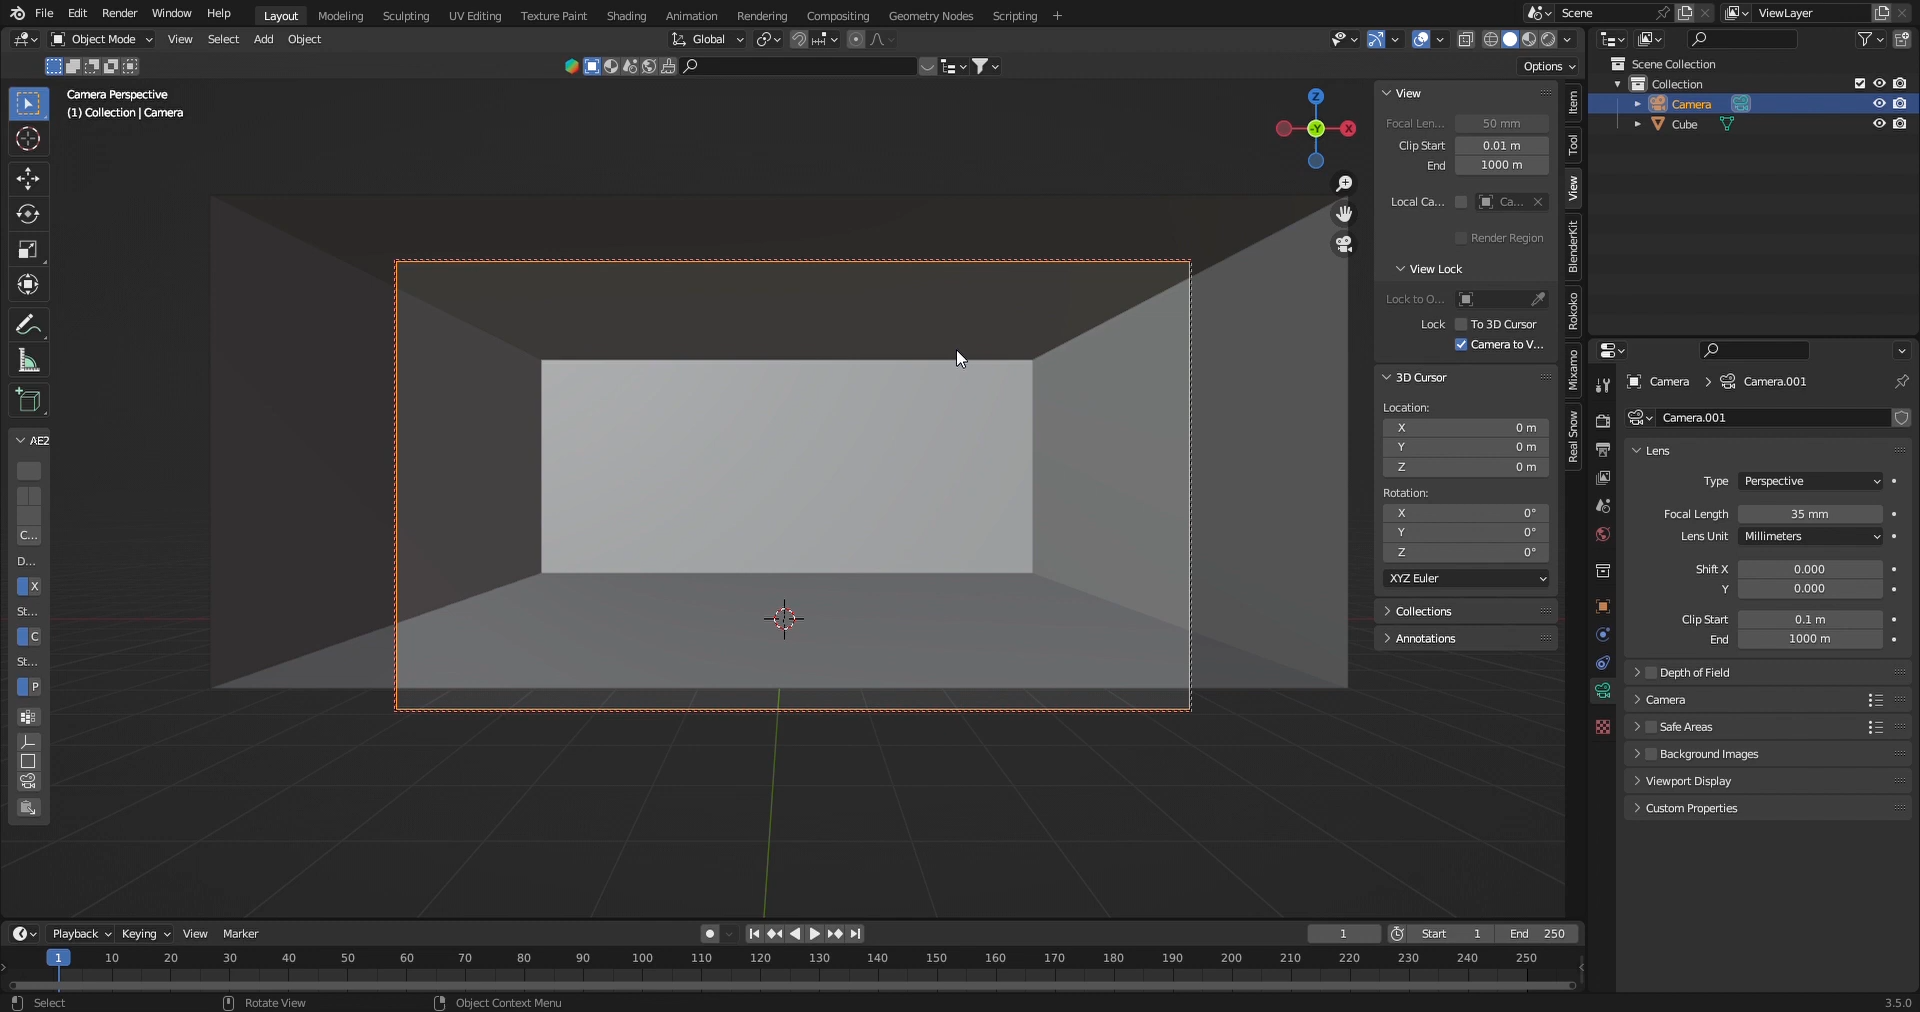 File Edit Render Window Help Layout Modeling Sculpting UV Editing Texture Paint Shading Animation Rendering Compositing Geometry Nodes Scripting + Scene ViewLayer
Object Mode View Select Add Object Global
Options
Camera Perspective
(1) Collection | Camera
Z
-Y
X
View
Focal Len... 50 mm
Clip Start 0.01 m
End 1000 m
Local Ca... Ca...
Render Region
View Lock
Lock to O...
Lock To 3D Cursor
Camera to V...
3D Cursor
Location:
X 0 m
Y 0 m
Z 0 m
Rotation:
X 0°
Y 0°
Z 0°
XYZ Euler
Collections
Annotations
Item
Tool
View
BlenderKit
Rokoko
Mixamo
Real Snow
AE2
C...
D...
X
St...
C
St...
P
Scene Collection
Collection
Camera
Cube
Camera Camera.001
Camera.001
Lens
Type Perspective
Focal Length 35 mm
Lens Unit Millimeters
Shift X 0.000
Y 0.000
Clip Start 0.1 m
End 1000 m
Depth of Field
Camera
Safe Areas
Background Images
Viewport Display
Custom Properties
Playback Keying View Marker 1 Start 1 End 250
1 10 20 30 40 50 60 70 80 90 100 110 120 130 140 150 160 170 180 190 200 210 220 230 240 250
Select Rotate View Object Context Menu 3.5.0